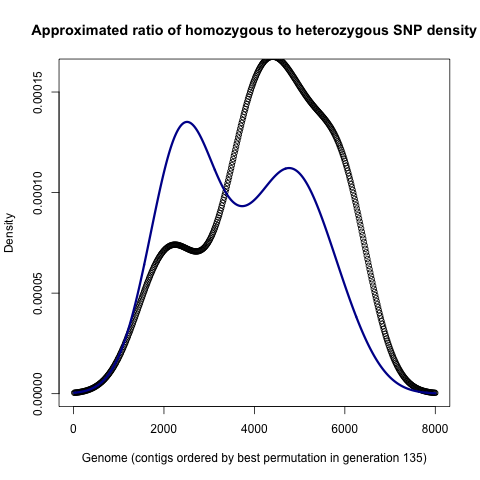 Approximated ratio of homozygous to heterozygous SNP density
Density
0.00015
0.00010
0.00005
0.00000
0 2000 4000 6000 8000
Genome (contigs ordered by best permutation in generation 135)